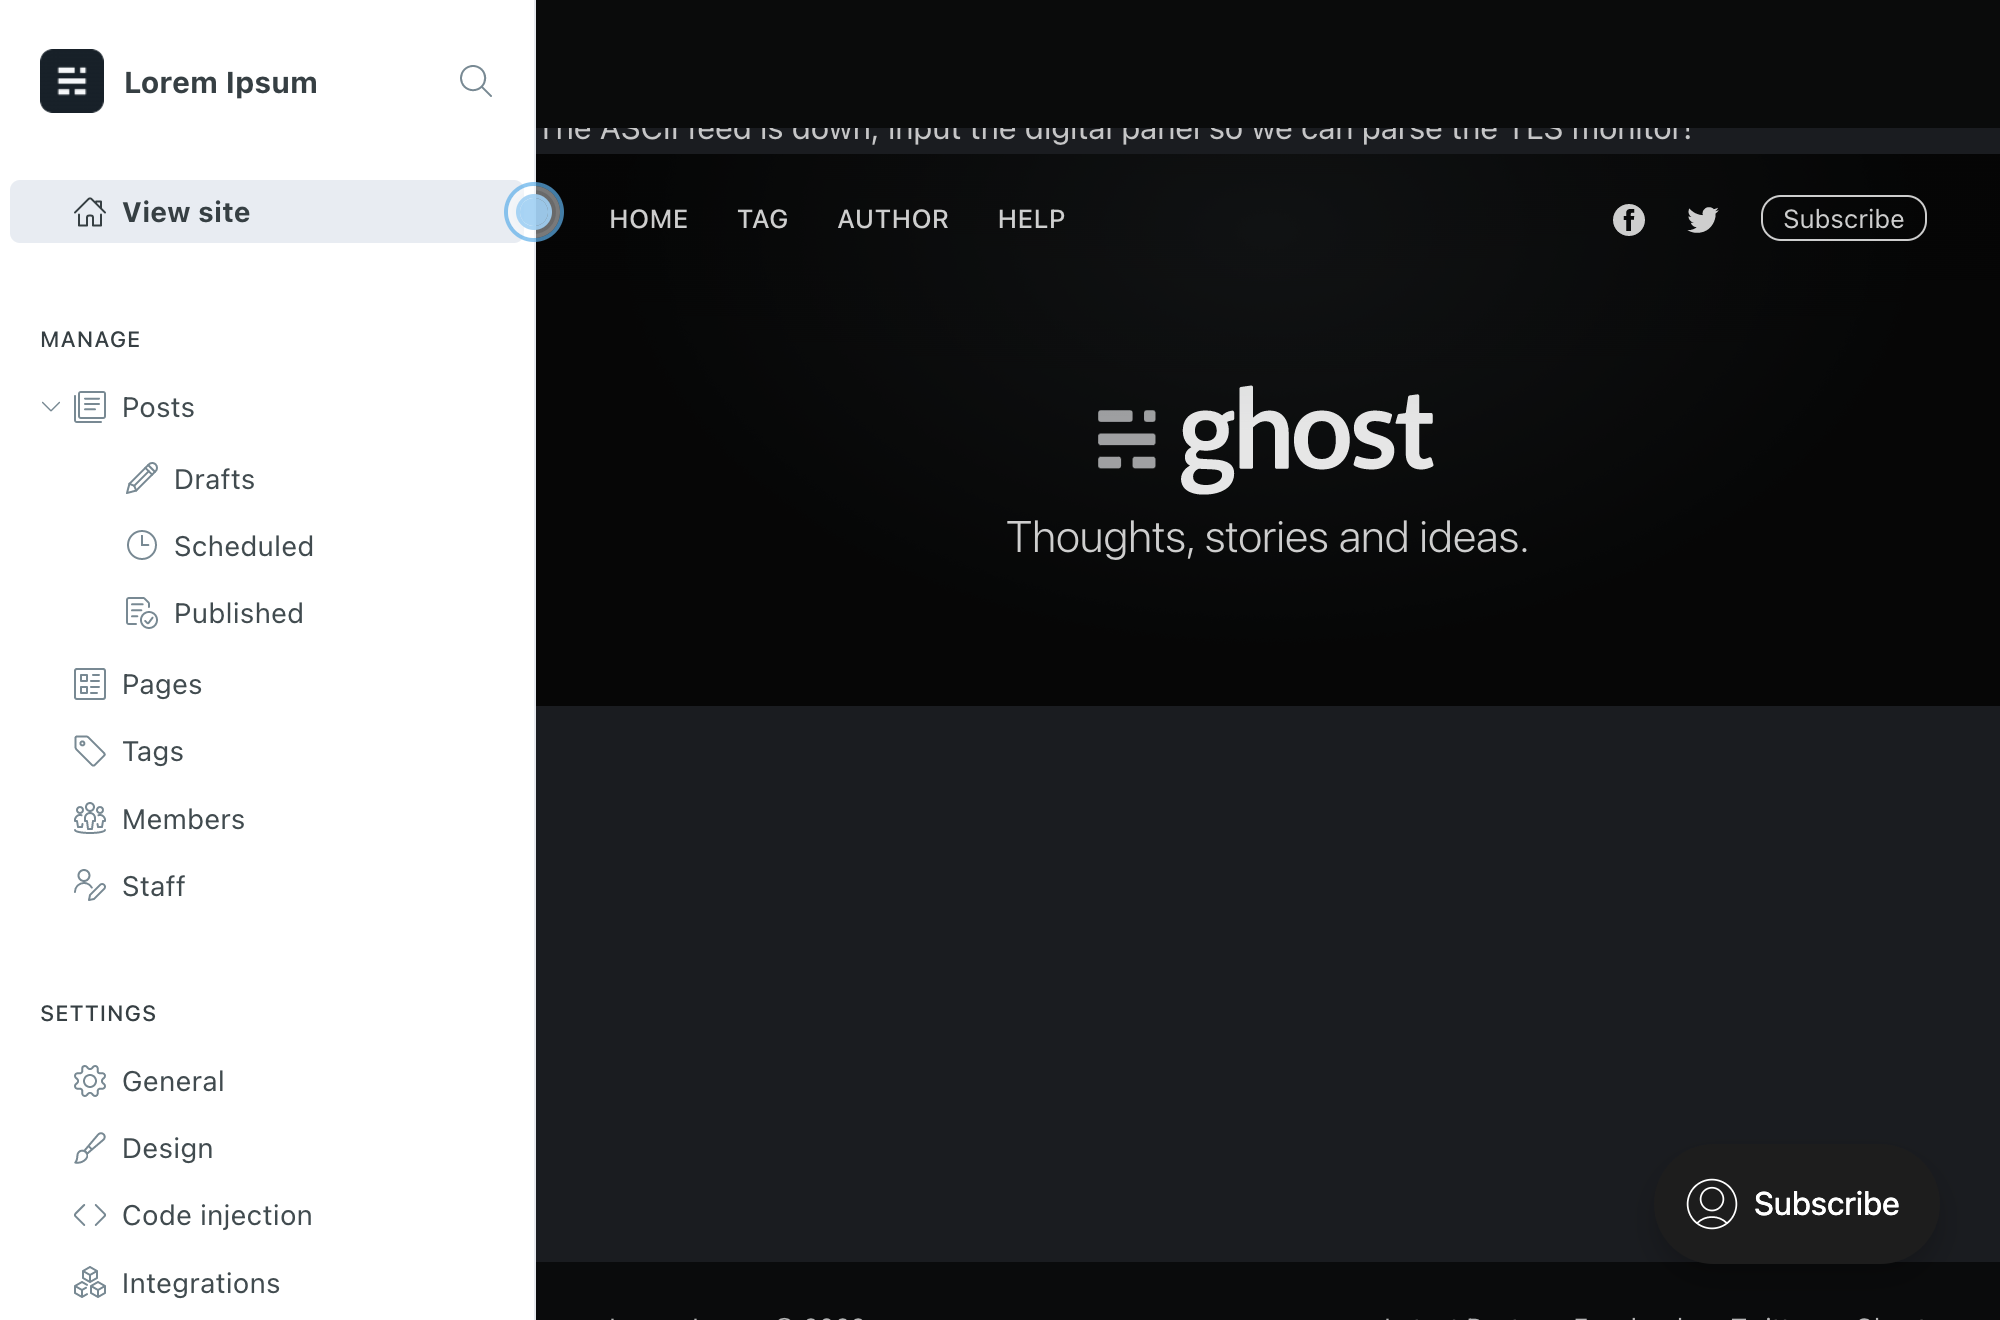 Lorem Ipsum
The ASCII feed is down, input the digital panel so we can parse the TLS monitor!
View site
HOME TAG AUTHOR HELP Subscribe
MANAGE
Posts
Drafts
Scheduled
Published
Pages
Tags
Members
Staff
ghost
Thoughts, stories and ideas.
SETTINGS
General
Design
Code injection
Integrations
Subscribe